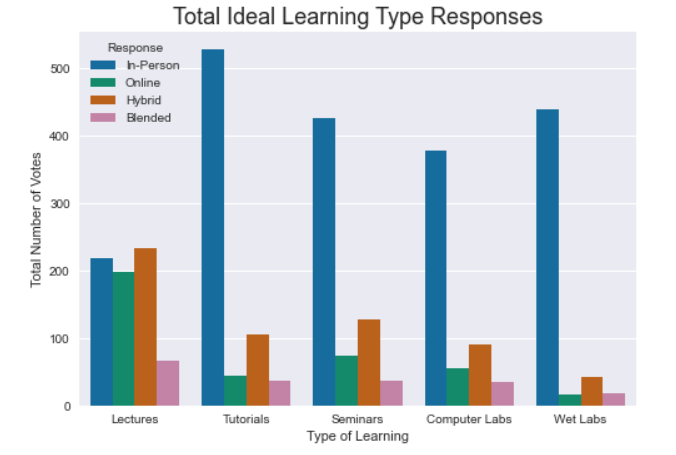 Total Ideal Learning Type Responses
Response
In-Person
Online
Hybrid
Blended
500
400
300
200
100
0
Total Number of Votes
Lectures Tutorials Seminars Computer Labs Wet Labs
Type of Learning